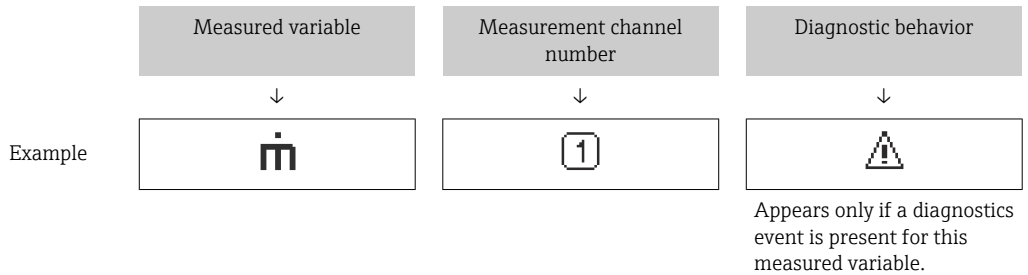 Measured variable
Measurement channel
number
Diagnostic behavior
↓ ↓ ↓
Example
ṁ
1
Appears only if a diagnostics
event is present for this
measured variable.